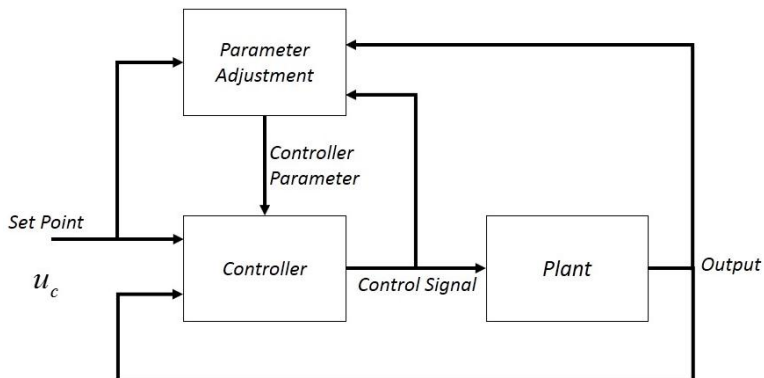 Parameter
Adjustment
Controller
Parameter
Set Point
u_c
Controller
Control Signal
Plant
Output